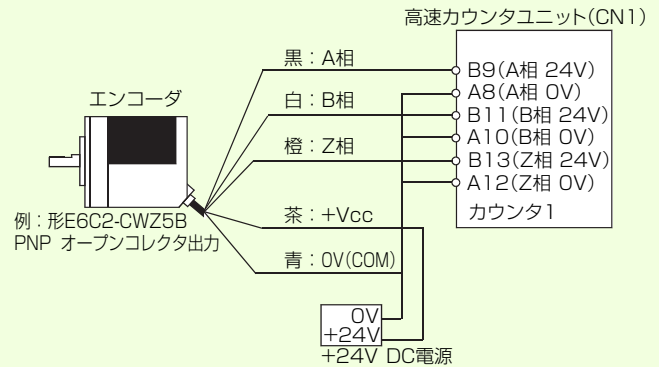 高速カウンタユニット(CN1)
黒：A相
B9(A相 24V)
A8(A相 0V)
エンコーダ
白：B相
B11(B相 24V)
A10(B相 0V)
橙：Z相
B13(Z相 24V)
A12(Z相 0V)
カウンタ1
例：形E6C2-CWZ5B
PNP オープンコレクタ出力
茶：+Vcc
青：0V(COM)
0V
+24V
+24V DC電源